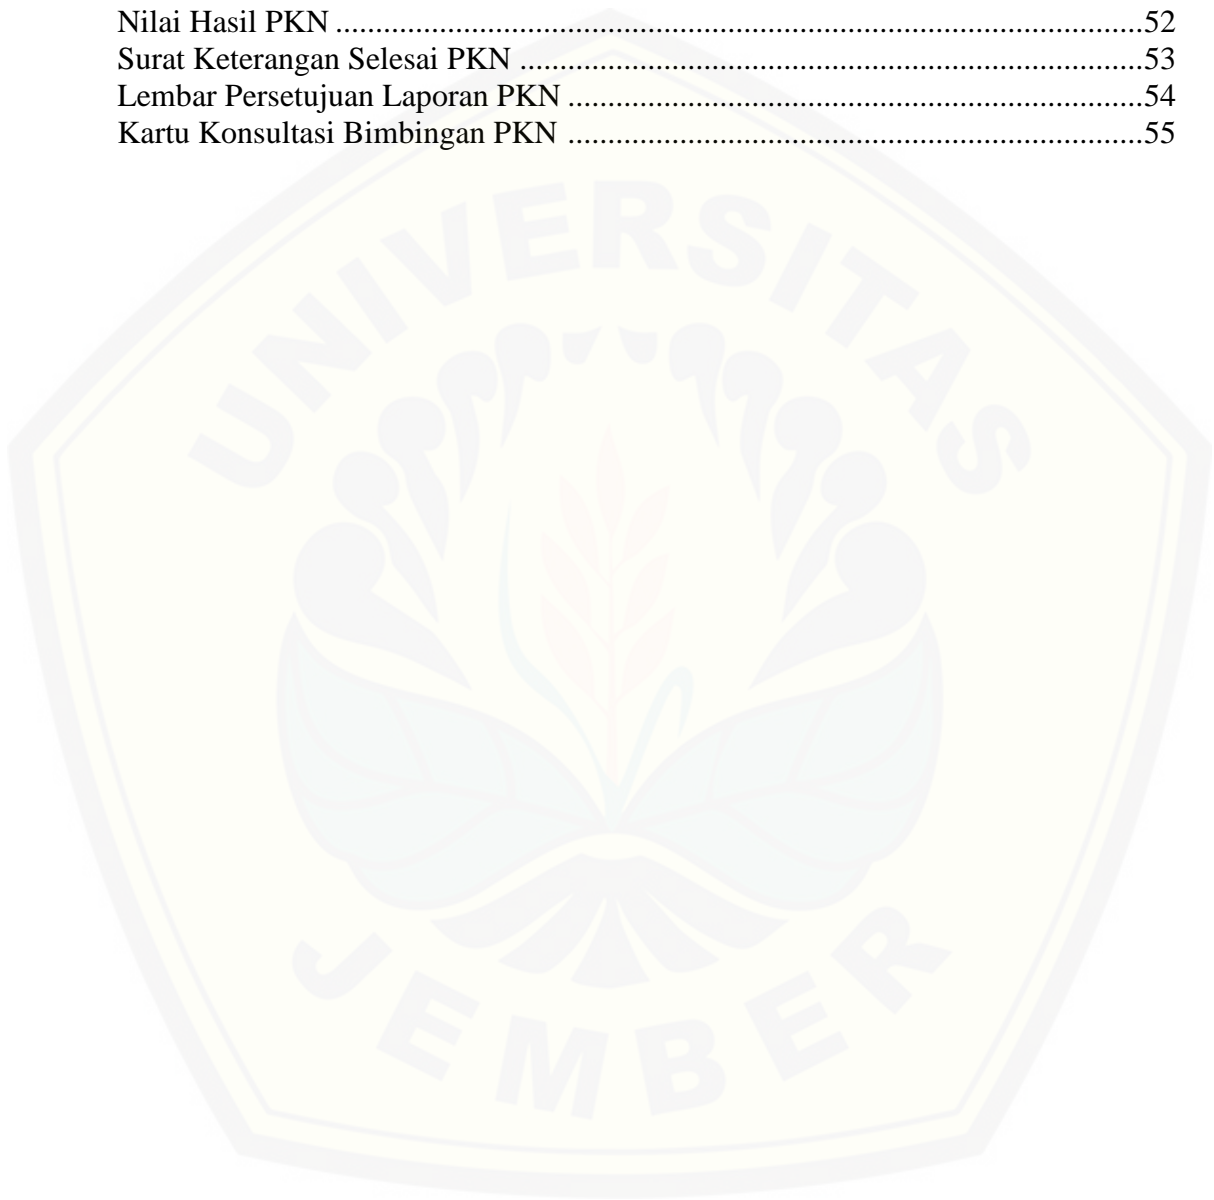 Nilai Hasil PKN ....................................................................................................52
Surat Keterangan Selesai PKN .............................................................................53
Lembar Persetujuan Laporan PKN .......................................................................54
Kartu Konsultasi Bimbingan PKN .......................................................................55
UNIVERSITAS
JEMBER